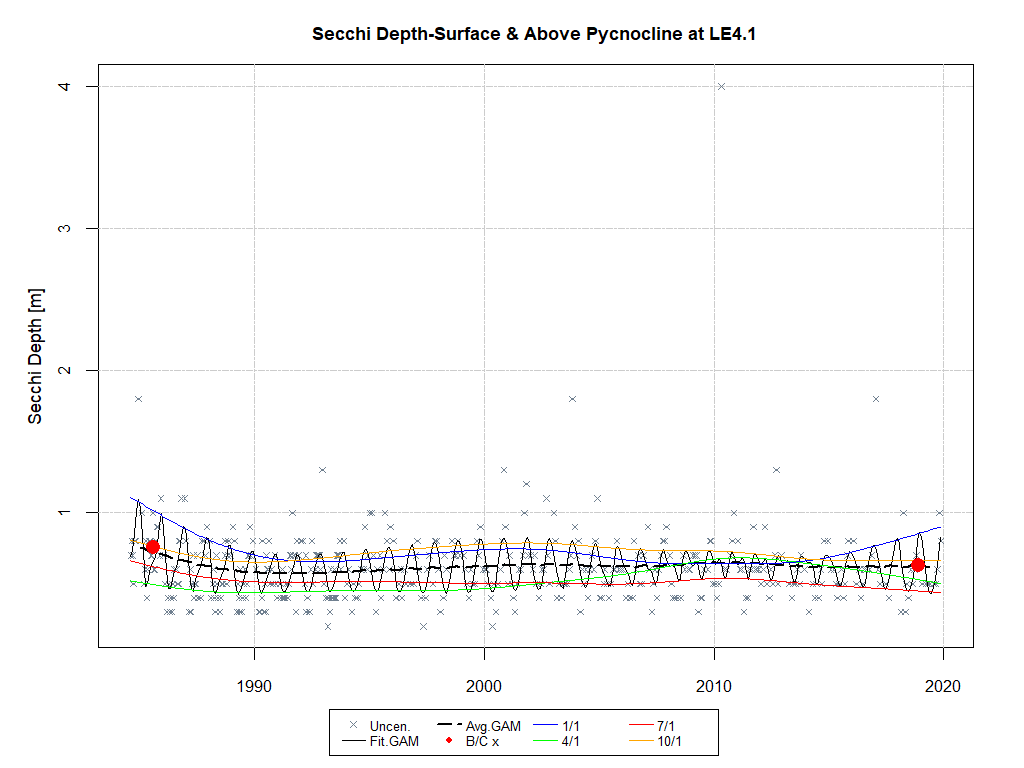 Secchi Depth-Surface & Above Pycnocline at LE4.1
Secchi Depth [m]
4
3
2
1
1990 2000 2010 2020
Uncen. Avg.GAM 1/1 7/1
Fit.GAM B/C x 4/1 10/1